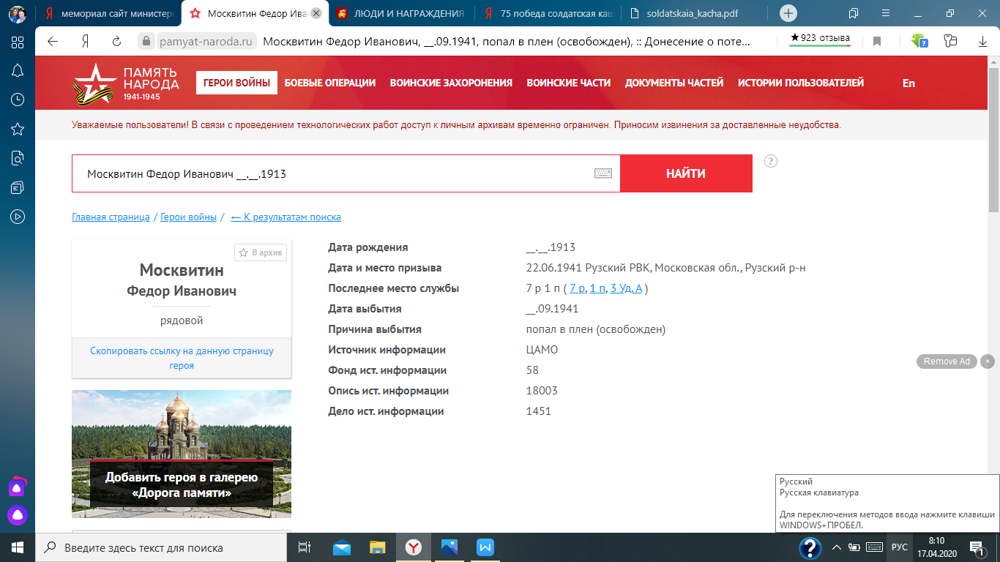 мемориал сайт министер
Москвитин Федор Ива
ЛЮДИ И НАГРАЖДЕНИЯ
75 победа солдатская каш
soldatskaia_kacha.pdf
pamyat-naroda.ru
Москвитин Федор Иванович, __.09.1941, попал в плен (освобожден), :: Донесение о поте...
★923 отзыва
ПАМЯТЬ
НАРОДА
1941-1945
ГЕРОИ ВОЙНЫ
БОЕВЫЕ ОПЕРАЦИИ
ВОИНСКИЕ ЗАХОРОНЕНИЯ
ВОИНСКИЕ ЧАСТИ
ДОКУМЕНТЫ ЧАСТЕЙ
ИСТОРИИ ПОЛЬЗОВАТЕЛЕЙ
En
Уважаемые пользователи! В связи с проведением технологических работ доступ к личным архивам временно ограничен. Приносим извинения за доставленные неудобства.
Москвитин Федор Иванович __.__.1913
НАЙТИ
?
Главная страница / Герои войны / ← К результатам поиска
В архив
Москвитин
Федор Иванович
рядовой
Скопировать ссылку на данную страницу
героя
Добавить героя в галерею
«Дорога памяти»
Дата рождения __.__.1913
Дата и место призыва 22.06.1941 Рузский РВК, Московская обл., Рузский р-н
Последнее место службы 7 р 1 п ( 7 р, 1 п, 3 Уд. А )
Дата выбытия __.09.1941
Причина выбытия попал в плен (освобожден)
Источник информации ЦАМО
Фонд ист. информации 58
Опись ист. информации 18003
Дело ист. информации 1451
Remove Ad
Русский
Русская клавиатура
Для переключения методов ввода нажмите клавиши
WINDOWS+ПРОБЕЛ.
Введите здесь текст для поиска
РУС
8:10
17.04.2020
1